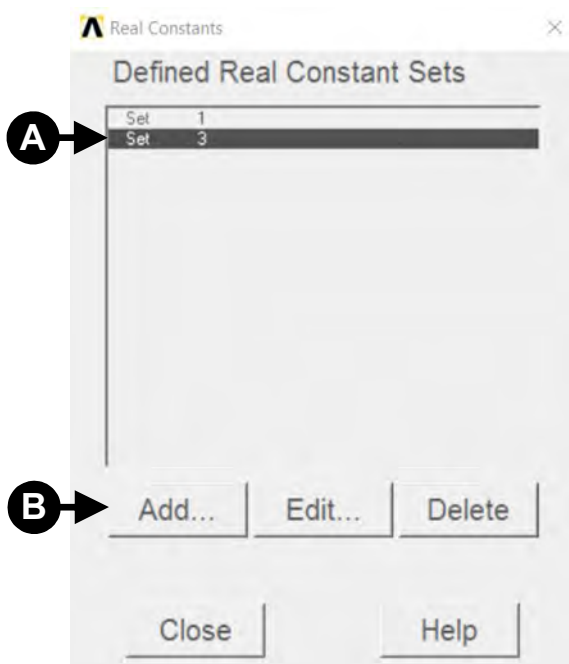 Real Constants
Defined Real Constant Sets
Set 1
A
Set 3
B
Add... Edit... Delete
Close Help